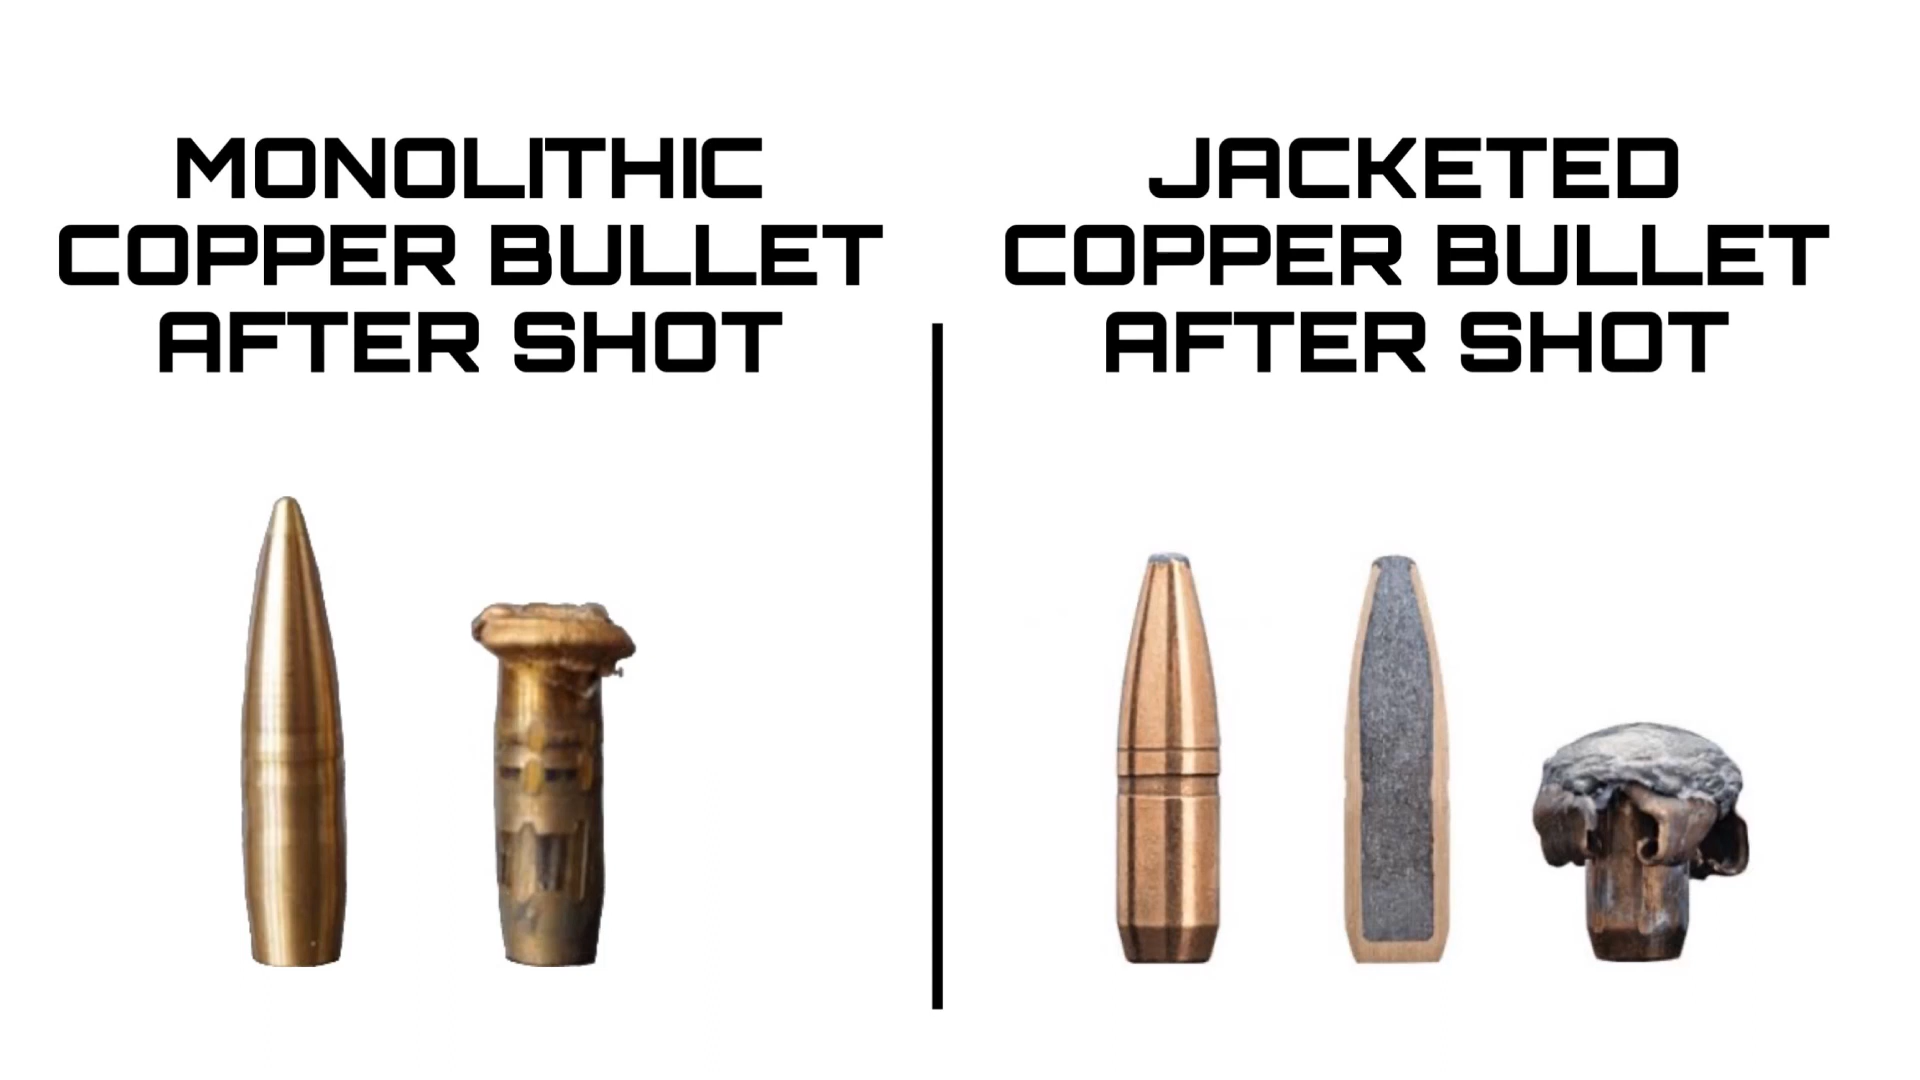 MONOLITHIC
COPPER BULLET
AFTER SHOT
JACKETED
COPPER BULLET
AFTER SHOT